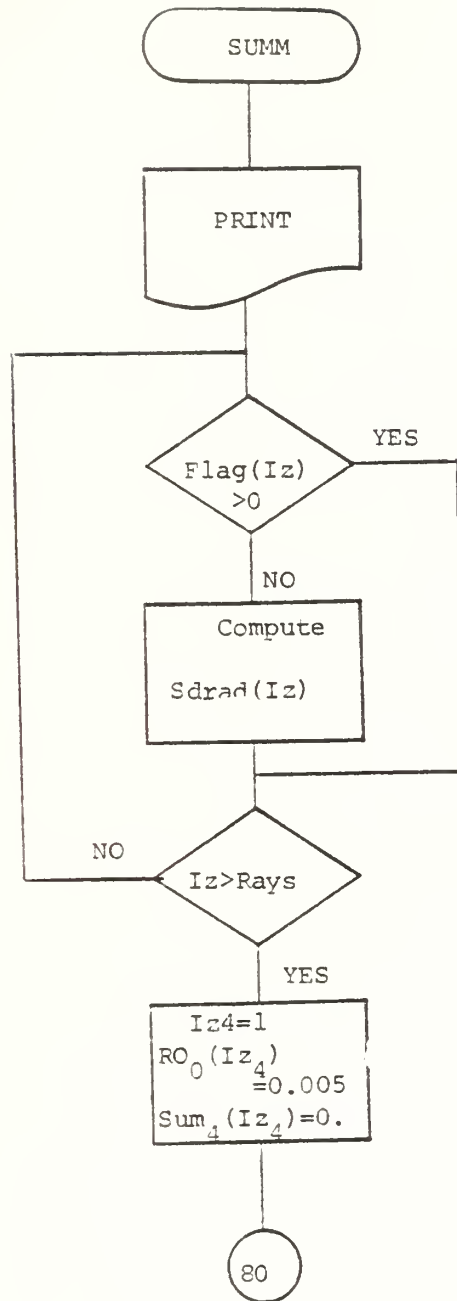 SUMM
PRINT
YES
Flag(Iz)
>0
NO
Compute
Sdrad(Iz)
NO
Iz>Rays
YES
Iz4=1
RO₀(Iz₄)
=0.005
Sum₄(Iz₄)=0.
80